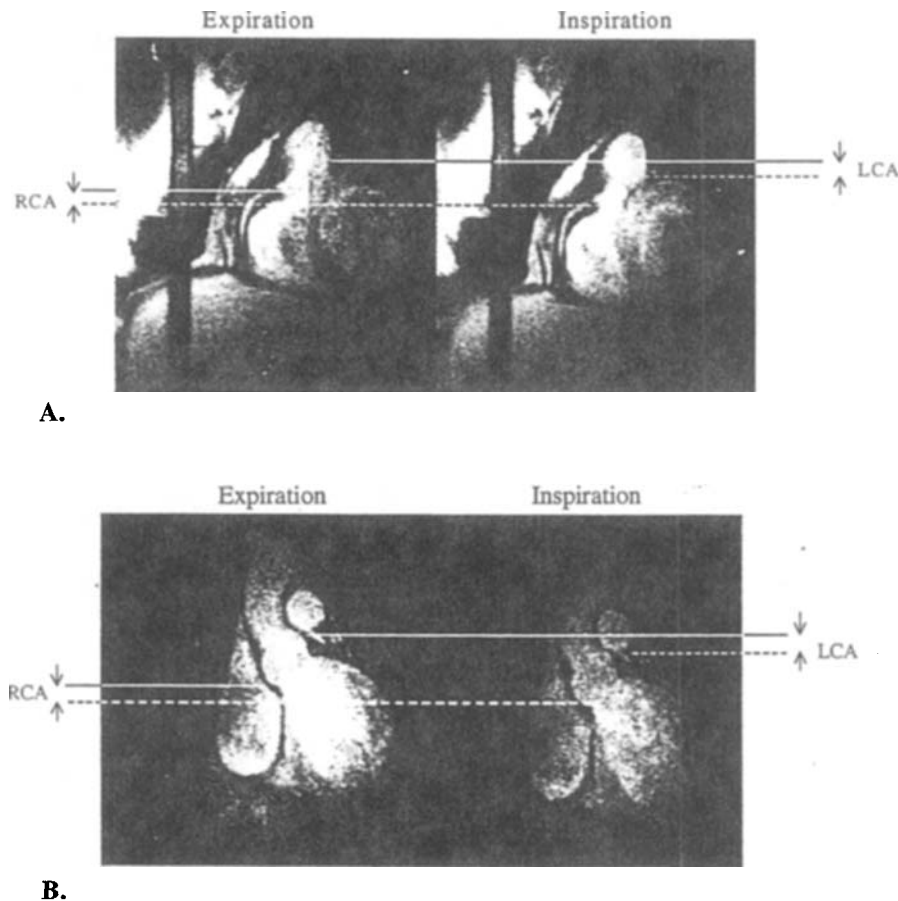 Expiration Inspiration
RCA LCA
A.
Expiration Inspiration
RCA LCA
B.